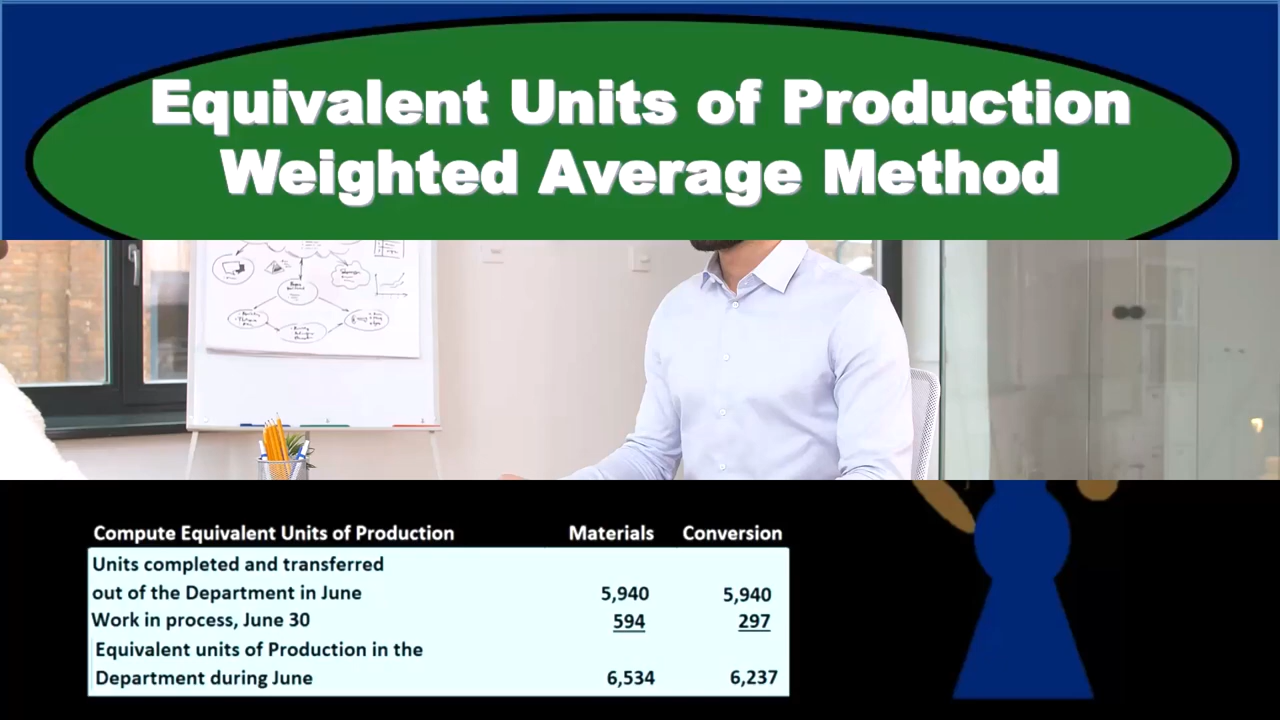 Equivalent Units of Production
Weighted Average Method
Compute Equivalent Units of Production Materials Conversion
Units completed and transferred
out of the Department in June 5,940 5,940
Work in process, June 30 594 297
Equivalent units of Production in the
Department during June 6,534 6,237